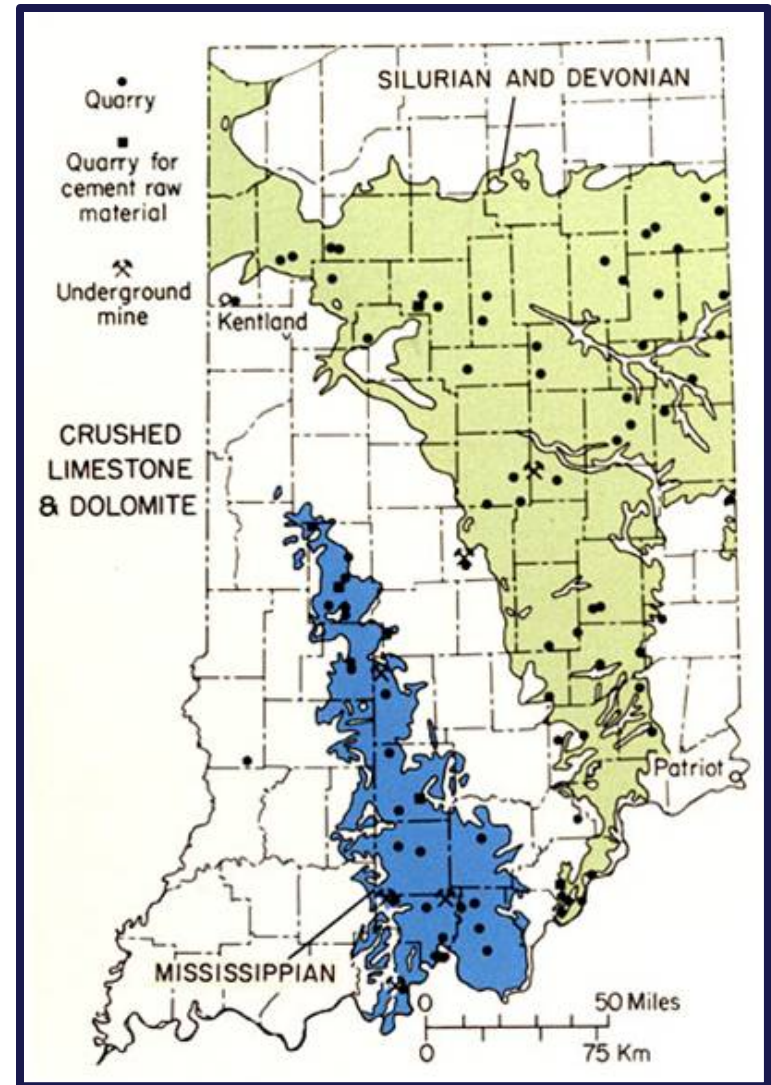 SILURIAN AND DEVONIAN
Quarry
Quarry for
cement raw
material
Underground
mine
Kentland
CRUSHED
LIMESTONE
& DOLOMITE
Patriot
MISSISSIPPIAN
0 50 Miles
0 75 Km